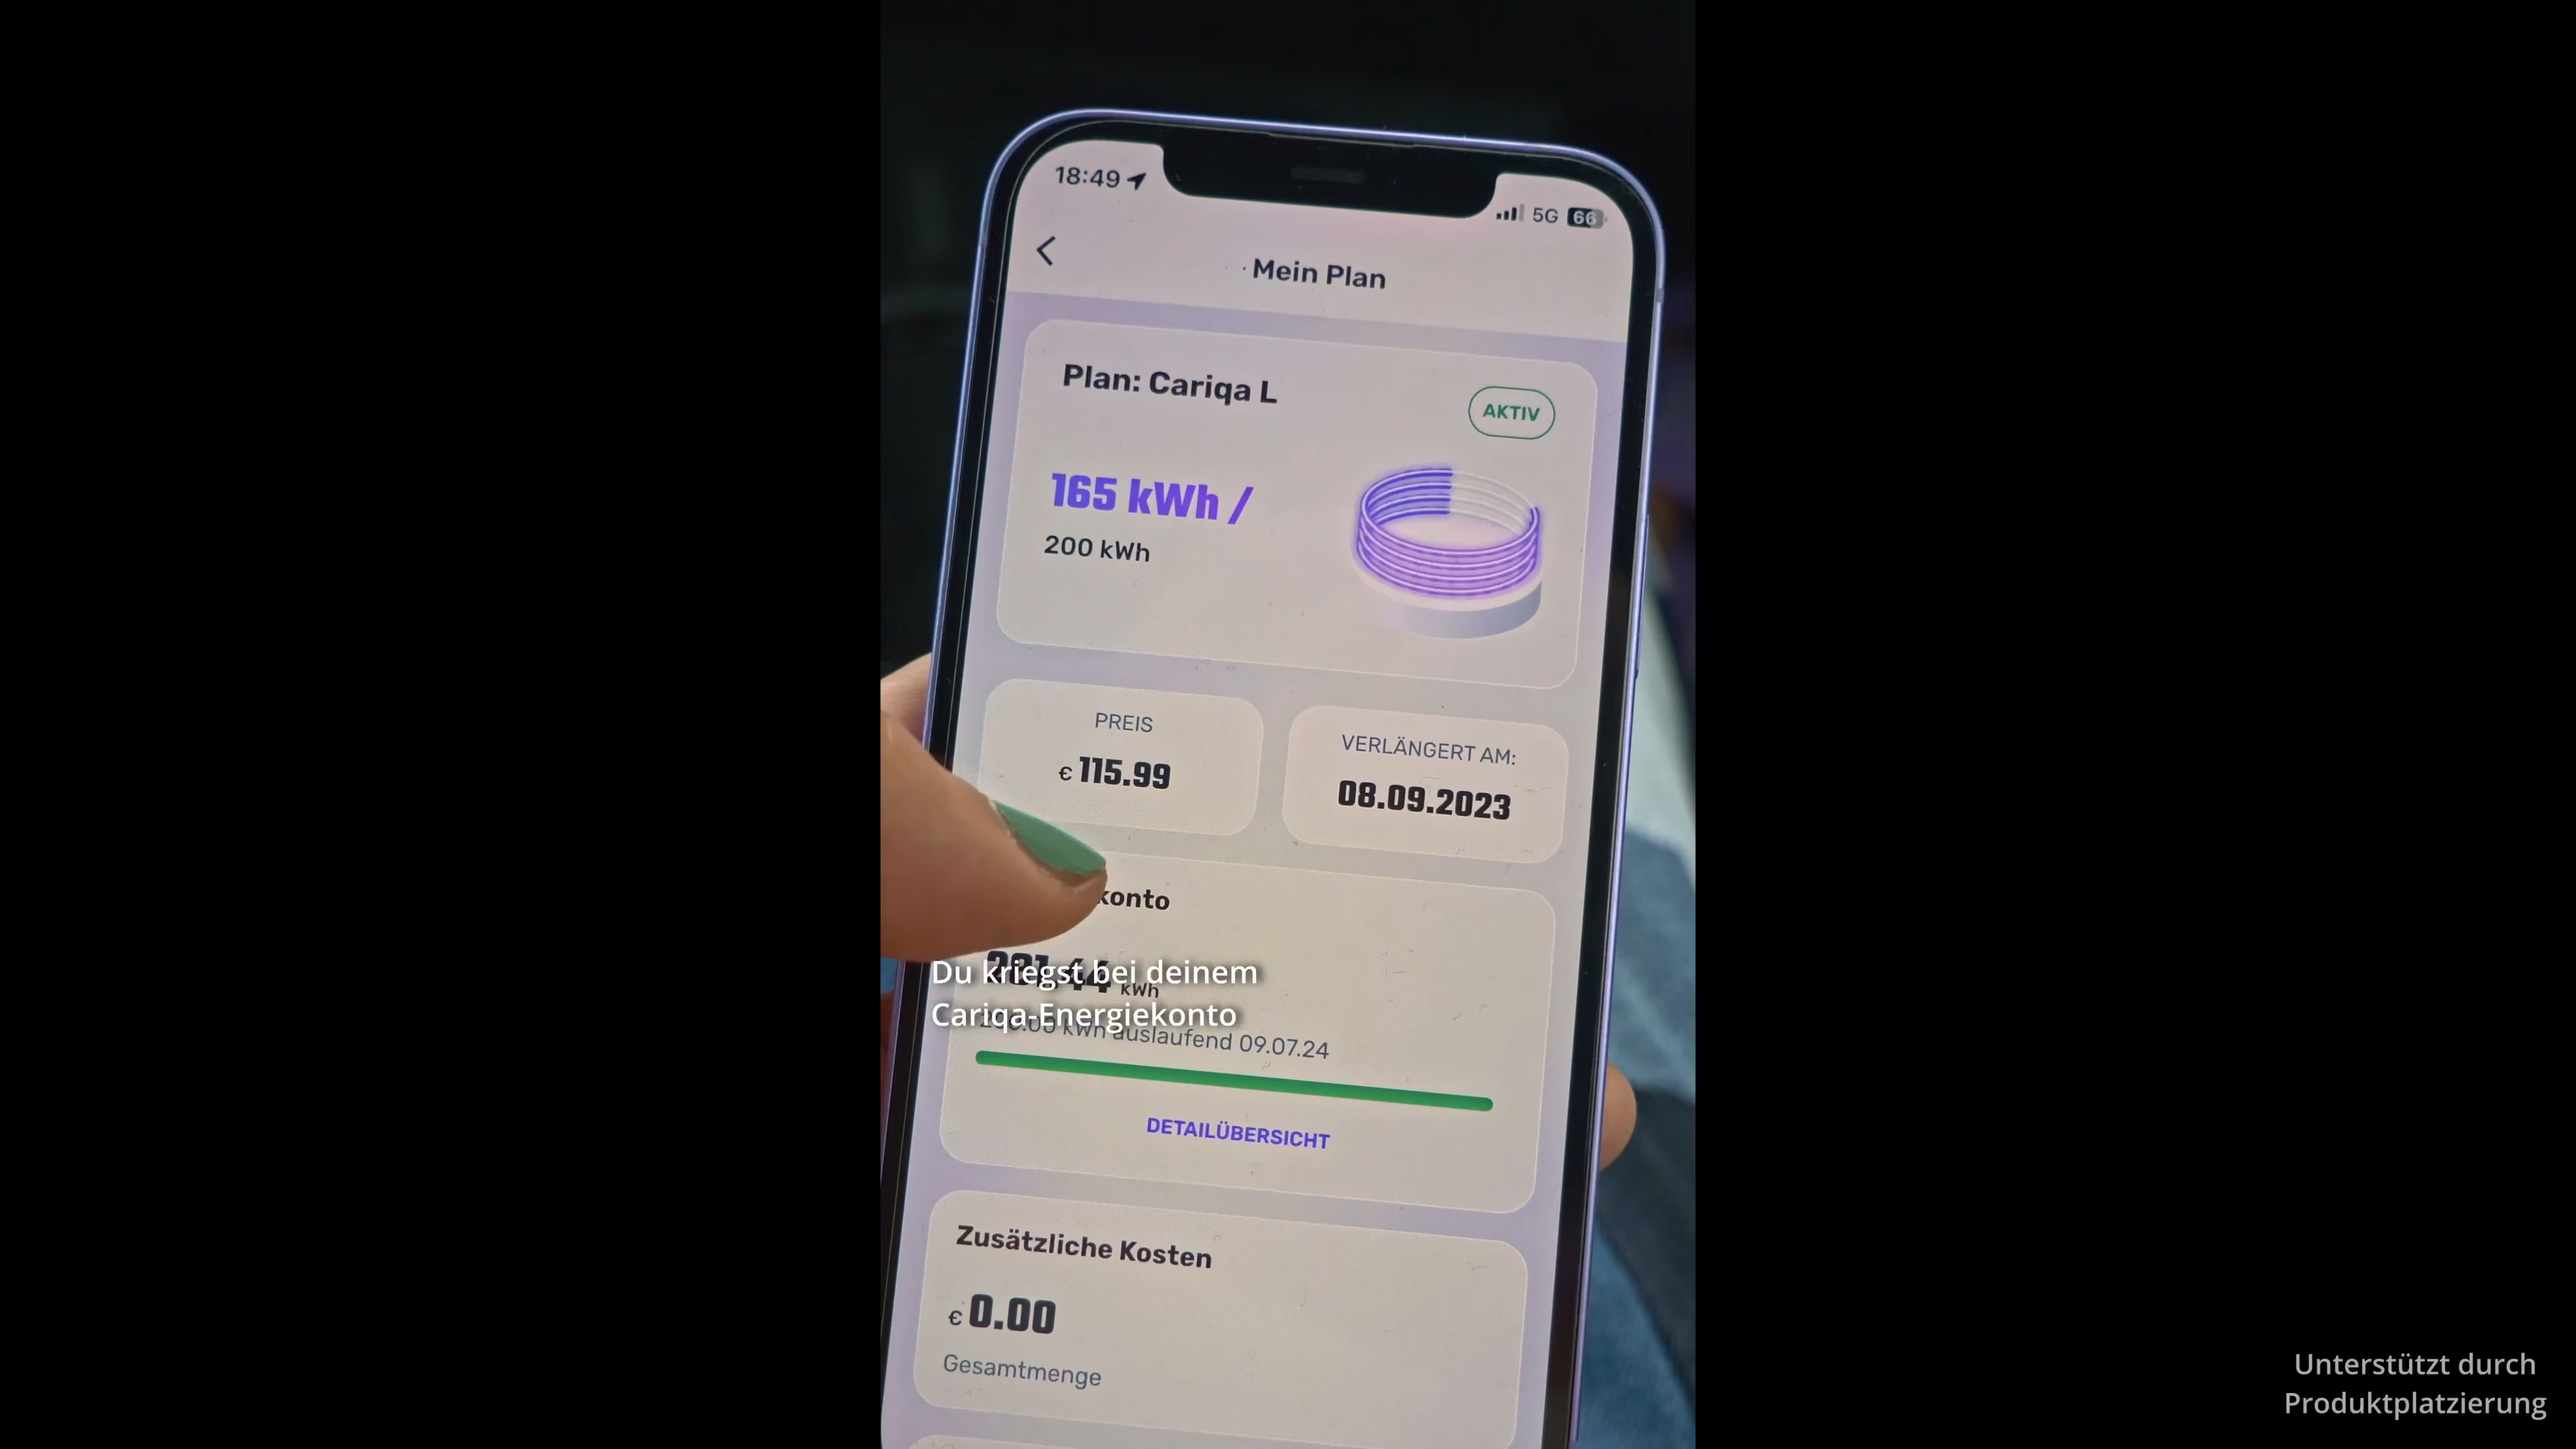 18:49
5G 66
Mein Plan
Plan: Cariqa L
AKTIV
165 kWh /
200 kWh
PREIS
€ 115.99
VERLÄNGERT AM:
08.09.2023
konto
kWh
Du kriegst bei deinem
Cariqa-Energiekonto
kWh auslaufend 09.07.24
DETAILÜBERSICHT
Zusätzliche Kosten
€ 0.00
Gesamtmenge
Unterstützt durch
Produktplatzierung